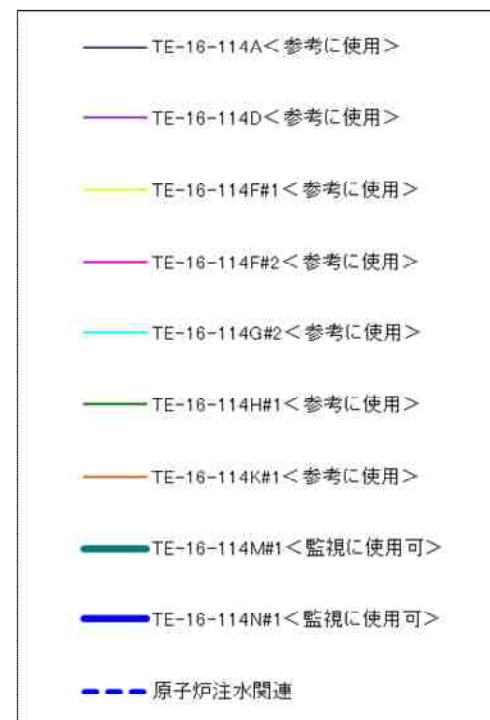 TE-16-114A＜参考に使用＞
TE-16-114D＜参考に使用＞
TE-16-114F#1＜参考に使用＞
TE-16-114F#2＜参考に使用＞
TE-16-114G#2＜参考に使用＞
TE-16-114H#1＜参考に使用＞
TE-16-114K#1＜参考に使用＞
TE-16-114M#1＜監視に使用可＞
TE-16-114N#1＜監視に使用可＞
原子炉注水関連